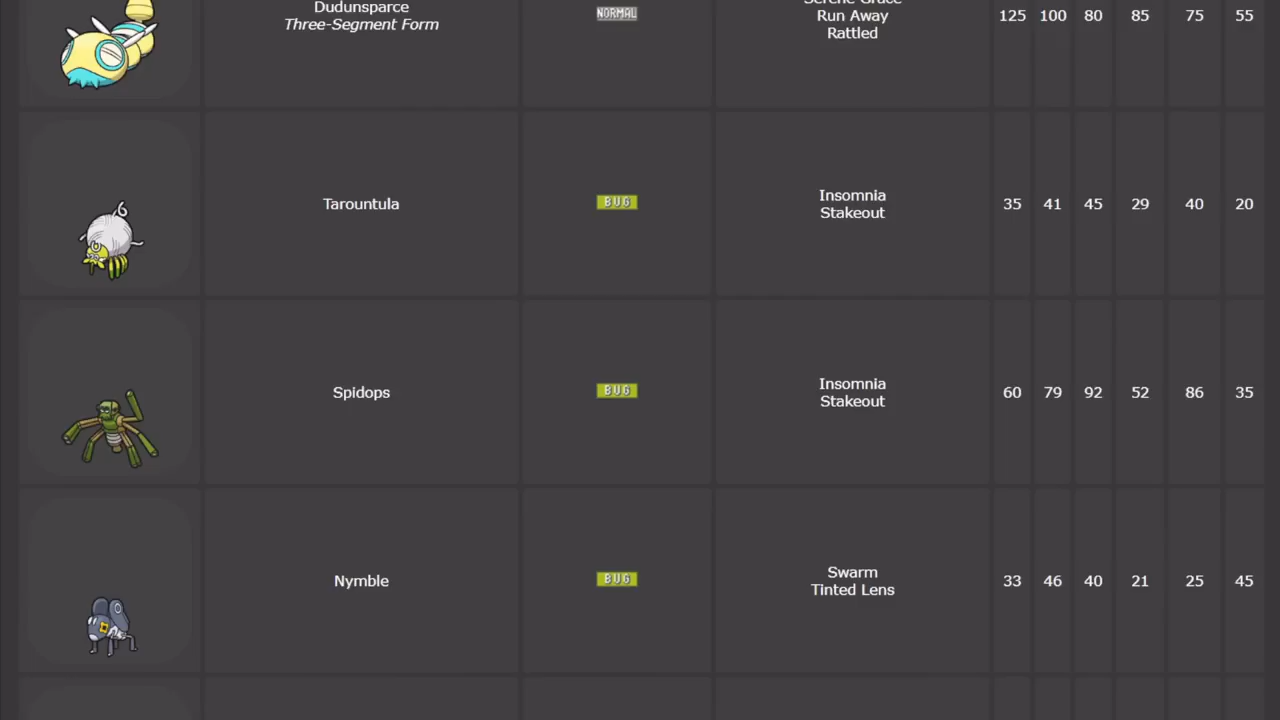 Dudunsparce
Three-Segment Form
NORMAL
Serene Grace
Run Away
Rattled
125 100 80 85 75 55
Tarountula
BUG
Insomnia
Stakeout
35 41 45 29 40 20
Spidops
BUG
Insomnia
Stakeout
60 79 92 52 86 35
Nymble
BUG
Swarm
Tinted Lens
33 46 40 21 25 45